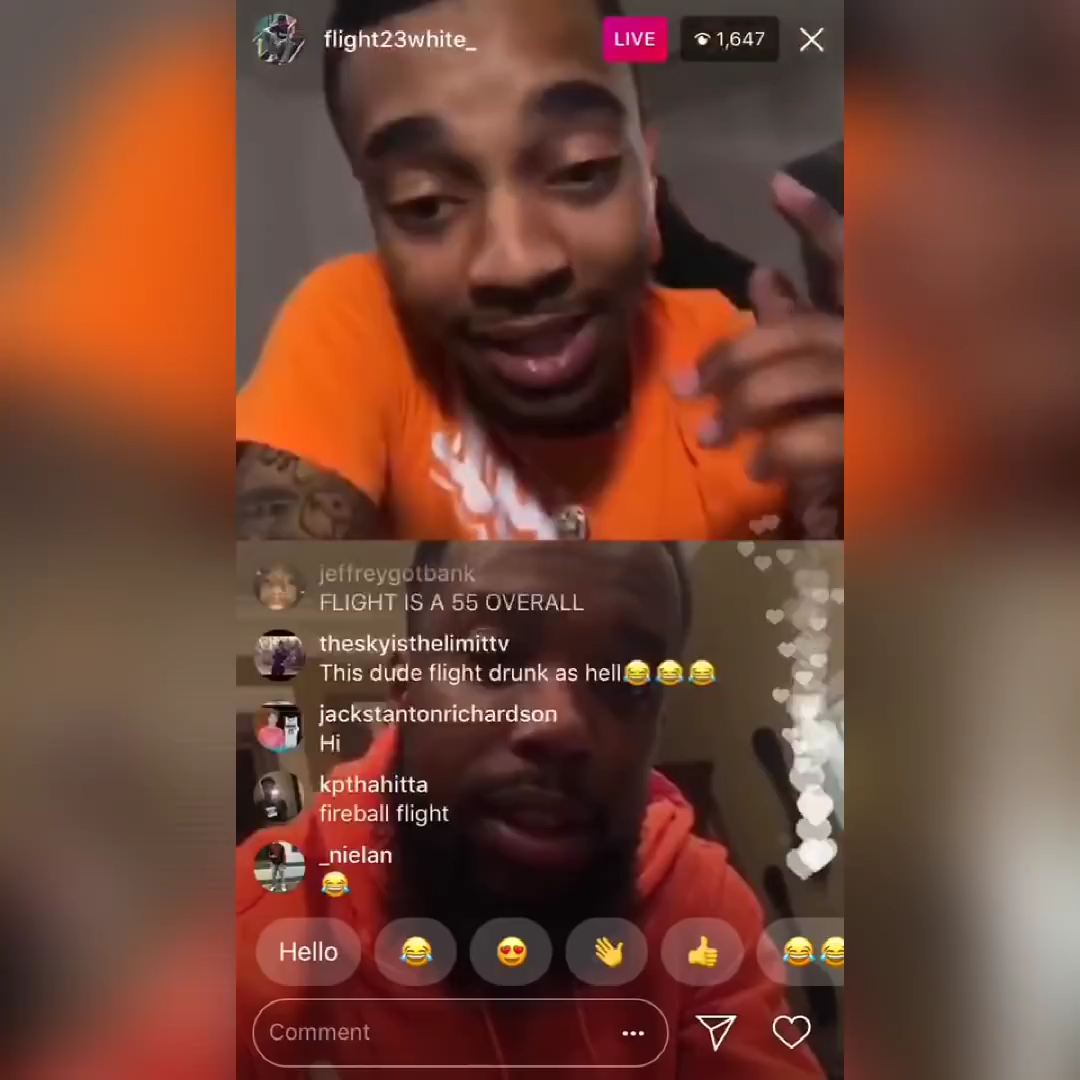 flight23white_
LIVE
1,647
jeffreygotbank
FLIGHT IS A 55 OVERALL
theskyisthelimittv
This dude flight drunk as hell😂😂😂
jackstantonrichardson
Hi
kpthahitta
fireball flight
_nielan
😂
Hello 😂 😍 👋 👍 😂😂
Comment